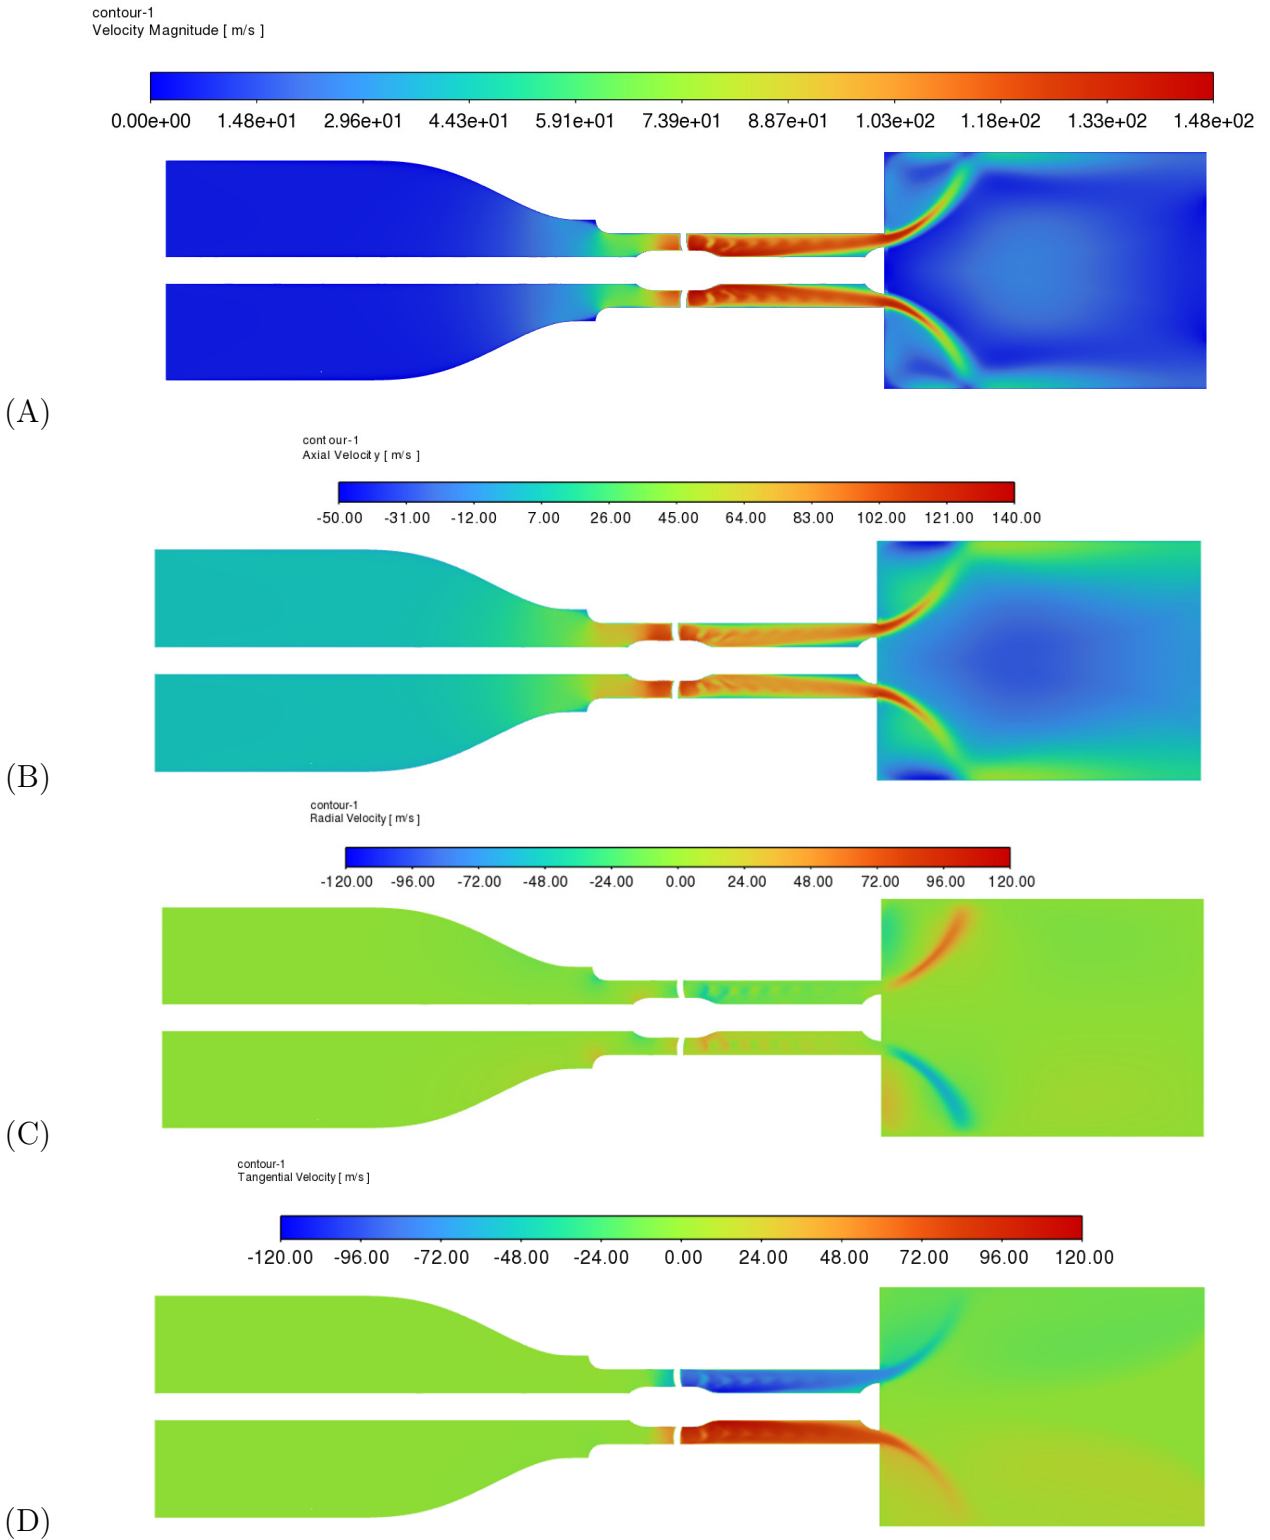 contour-1
Velocity Magnitude [ m/s ]
0.00e+00 1.48e+01 2.96e+01 4.43e+01 5.91e+01 7.39e+01 8.87e+01 1.03e+02 1.18e+02 1.33e+02 1.48e+02
(A)
contour-1
Axial Velocity [ m/s ]
-50.00 -31.00 -12.00 7.00 26.00 45.00 64.00 83.00 102.00 121.00 140.00
(B)
contour-1
Radial Velocity [ m/s ]
-120.00 -96.00 -72.00 -48.00 -24.00 0.00 24.00 48.00 72.00 96.00 120.00
(C)
contour-1
Tangential Velocity [ m/s ]
-120.00 -96.00 -72.00 -48.00 -24.00 0.00 24.00 48.00 72.00 96.00 120.00
(D)